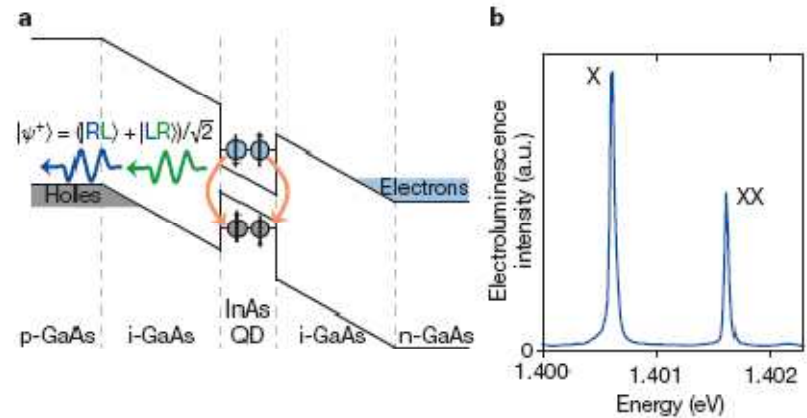 a
|ψ⁺⟩ = (|RL⟩ + |LR⟩)/√2
Holes
Electrons
InAs
p-GaAs i-GaAs QD i-GaAs n-GaAs
b
Electroluminescence
intensity (a.u.)
X
XX
0
1.400 1.401 1.402
Energy (eV)